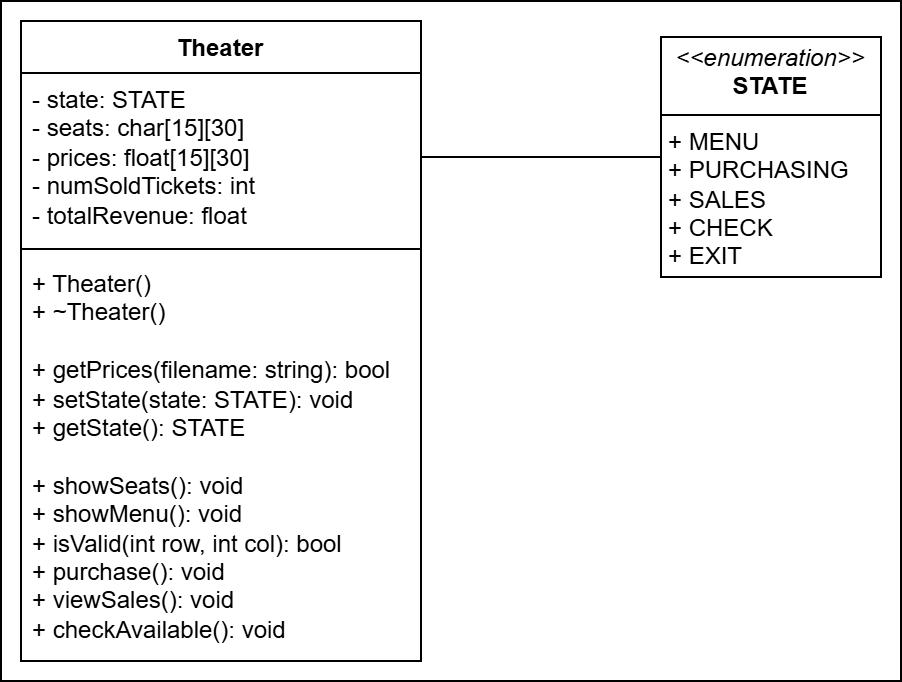 Theater
- state: STATE
- seats: char[15][30]
- prices: float[15][30]
- numSoldTickets: int
- totalRevenue: float
+ Theater()
+ ~Theater()
+ getPrices(filename: string): bool
+ setState(state: STATE): void
+ getState(): STATE
+ showSeats(): void
+ showMenu(): void
+ isValid(int row, int col): bool
+ purchase(): void
+ viewSales(): void
+ checkAvailable(): void
<<enumeration>>
STATE
+ MENU
+ PURCHASING
+ SALES
+ CHECK
+ EXIT